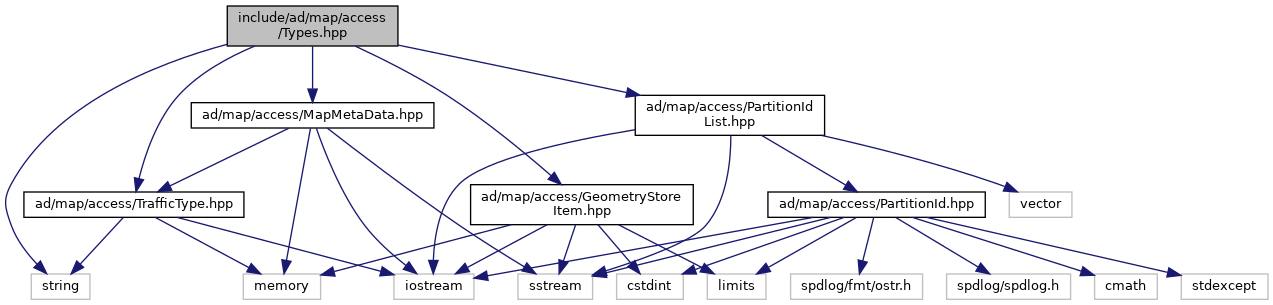 include/ad/map/access
/Types.hpp
ad/map/access/MapMetaData.hpp
ad/map/access/PartitionId
List.hpp
ad/map/access/TrafficType.hpp
ad/map/access/GeometryStore
Item.hpp
ad/map/access/PartitionId.hpp
vector
string
memory
iostream
sstream
cstdint
limits
spdlog/fmt/ostr.h
spdlog/spdlog.h
cmath
stdexcept